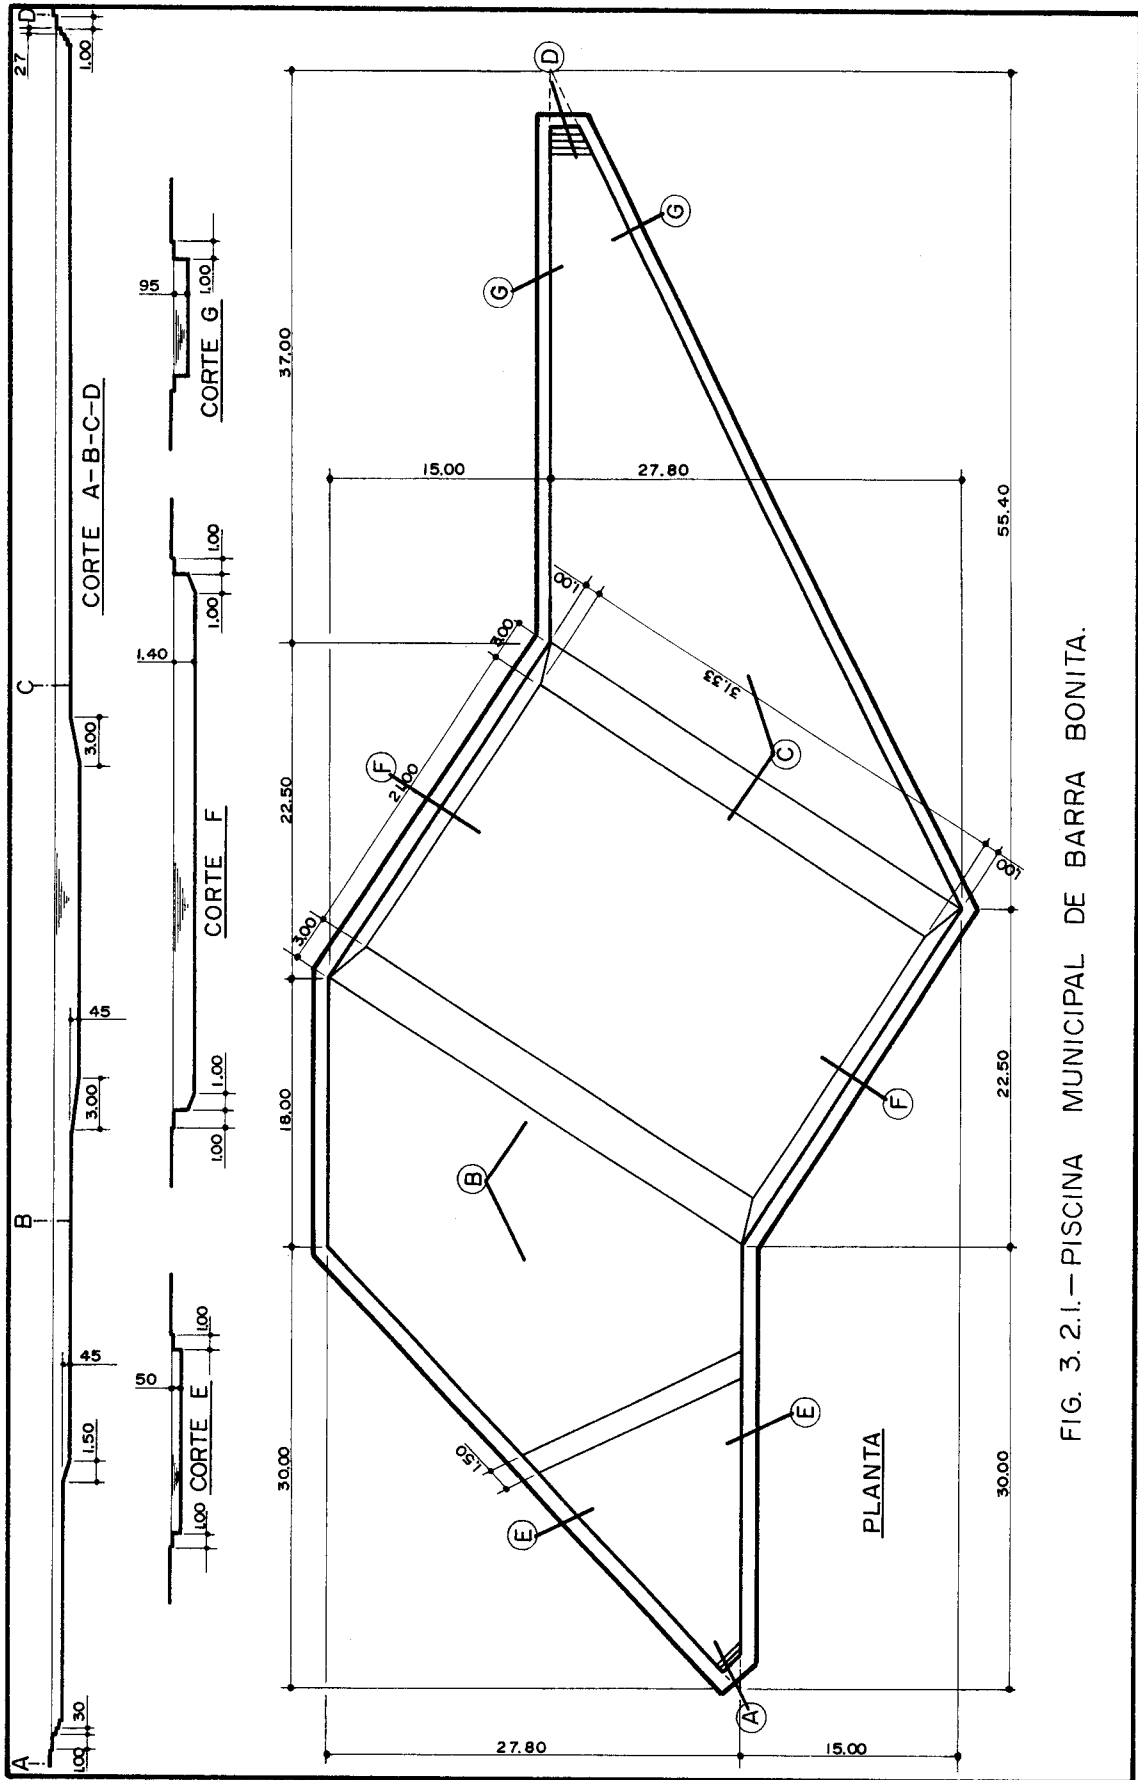 A
1.00
30
1.50
45
B
3.00
45
3.00
C
27
D
1.00
CORTE A-B-C-D
1.00
50
1.00
CORTE E
1.00
1.00
1.40
1.00
1.00
CORTE F
95
1.00
CORTE G
30.00
18.00
22.50
37.00
3.00
21.00
3.00
F
G
D
15.00
27.80
1.00
31.33
1.00
G
B
C
E
1.50
E
F
A
27.80
15.00
30.00
22.50
55.40
PLANTA
FIG. 3.2.1.-PISCINA MUNICIPAL DE BARRA BONITA.